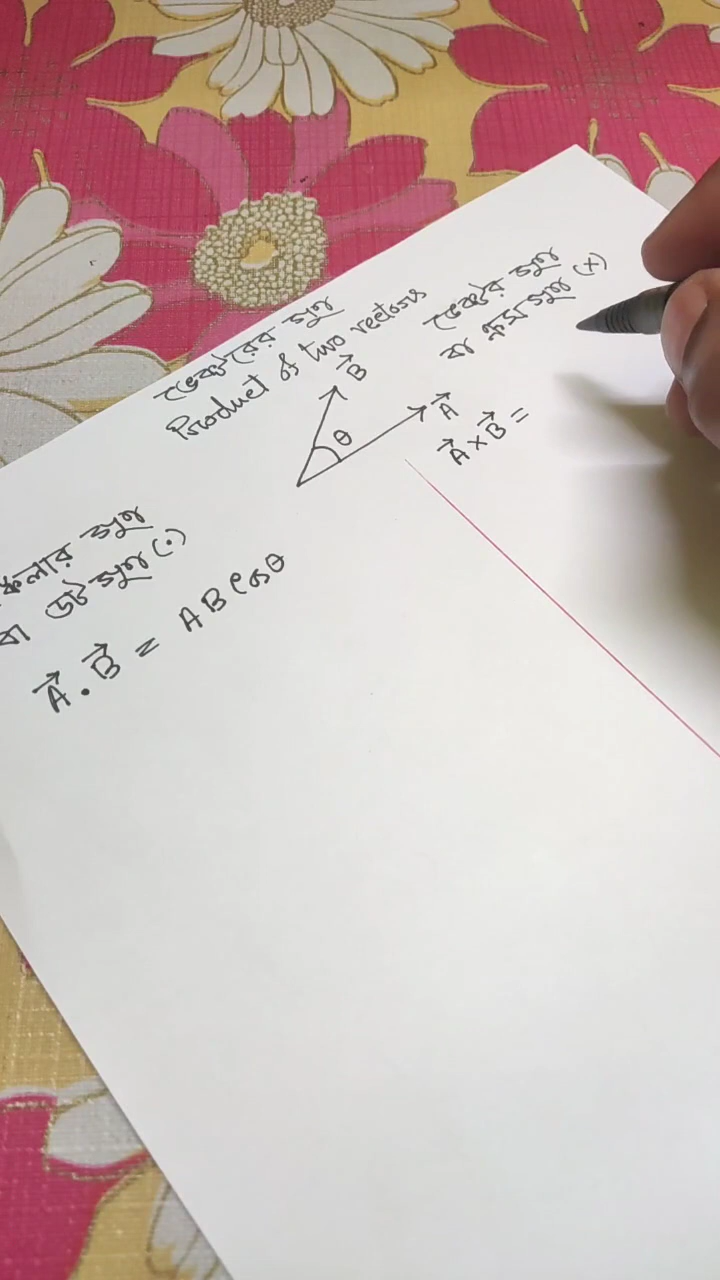 ভেক্টরের গুণ
Product of two vectors
B
θ
A
স্কেলার গুণ
বা ডট গুণ (·)
A⃗ . B⃗ = AB Cosθ
ভেক্টর গুণ
বা ক্রস গুণ (×)
A⃗ × B⃗ =